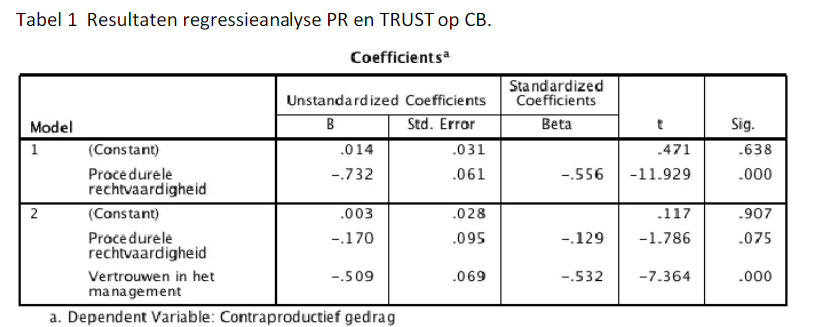 Tabel 1 Resultaten regressieanalyse PR en TRUST op CB.
Coefficientsᵃ
Model Unstandardized Coefficients Standardized Coefficients t Sig.
B Std. Error Beta
1 (Constant) .014 .031 .471 .638
Procedurele rechtvaardigheid -.732 .061 -.556 -11.929 .000
2 (Constant) .003 .028 .117 .907
Procedurele rechtvaardigheid -.170 .095 -.129 -1.786 .075
Vertrouwen in het management -.509 .069 -.532 -7.364 .000
a. Dependent Variable: Contraproductief gedrag